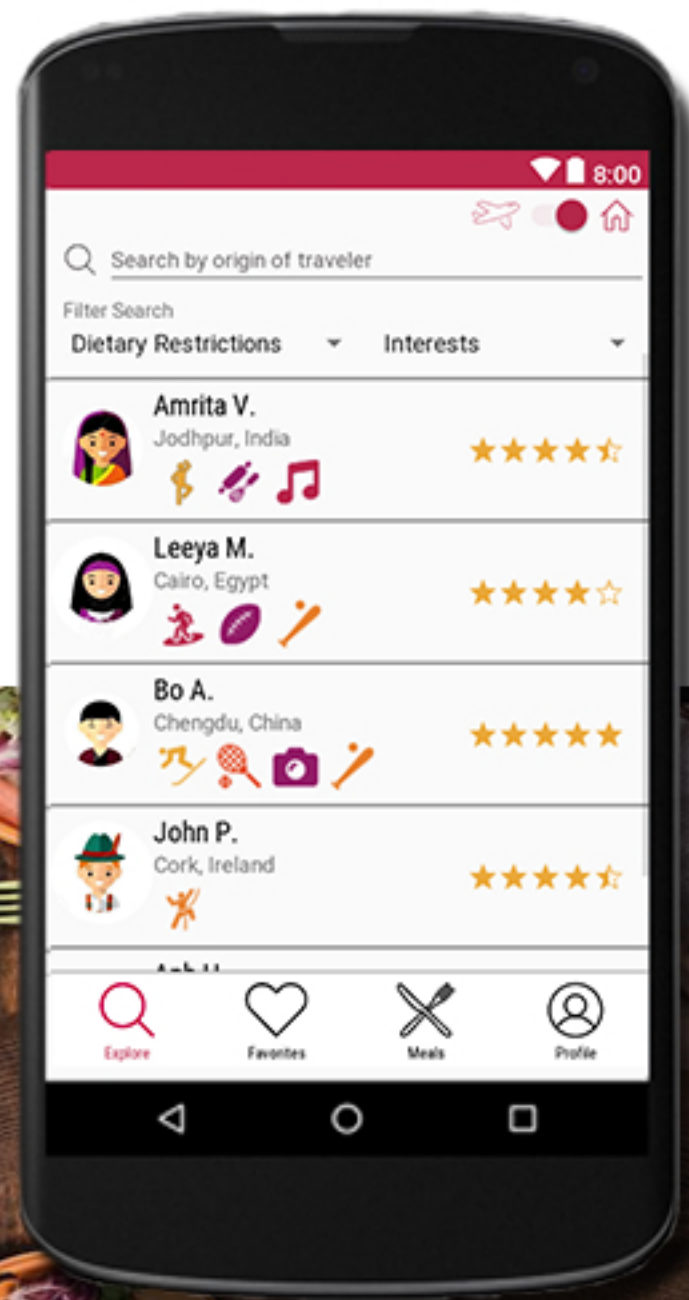 8:00
Search by origin of traveler
Filter Search
Dietary Restrictions Interests
Amrita V.
Jodhpur, India
Leeya M.
Cairo, Egypt
Bo A.
Chengdu, China
John P.
Cork, Ireland
Explore Favorites Meals Profile